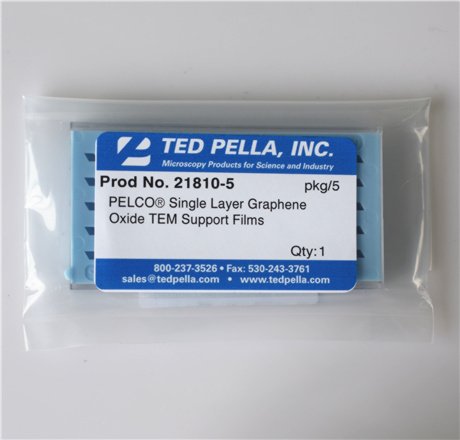 TED PELLA, INC.
Microscopy Products for Science and Industry
Prod No. 21810-5 pkg/5
PELCO® Single Layer Graphene
Oxide TEM Support Films
Qty: 1
800-237-3526 • Fax: 530-243-3761
sales@tedpella.com • www.tedpella.com